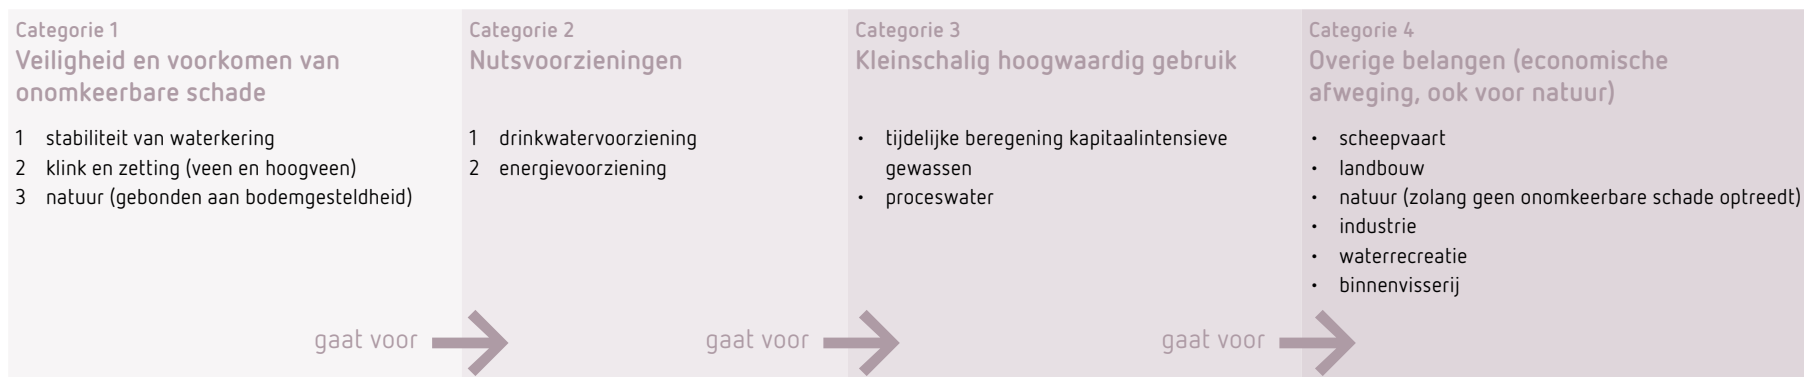 Categorie 1
Veiligheid en voorkomen van
onomkeerbare schade
1 stabiliteit van waterkering
2 klink en zetting (veen en hoogveen)
3 natuur (gebonden aan bodemgesteldheid)
gaat voor
Categorie 2
Nutsvoorzieningen
1 drinkwatervoorziening
2 energievoorziening
gaat voor
Categorie 3
Kleinschalig hoogwaardig gebruik
• tijdelijke beregening kapitaalintensieve
gewassen
• proceswater
gaat voor
Categorie 4
Overige belangen (economische
afweging, ook voor natuur)
• scheepvaart
• landbouw
• natuur (zolang geen onomkeerbare schade optreedt)
• industrie
• waterrecreatie
• binnenvisserij